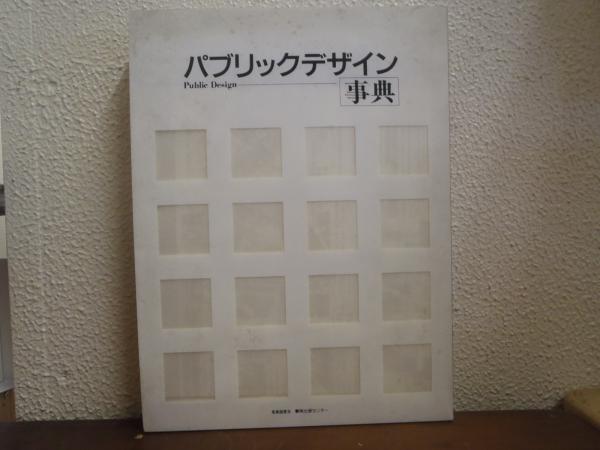 パブリックデザイン
Public Design
事典